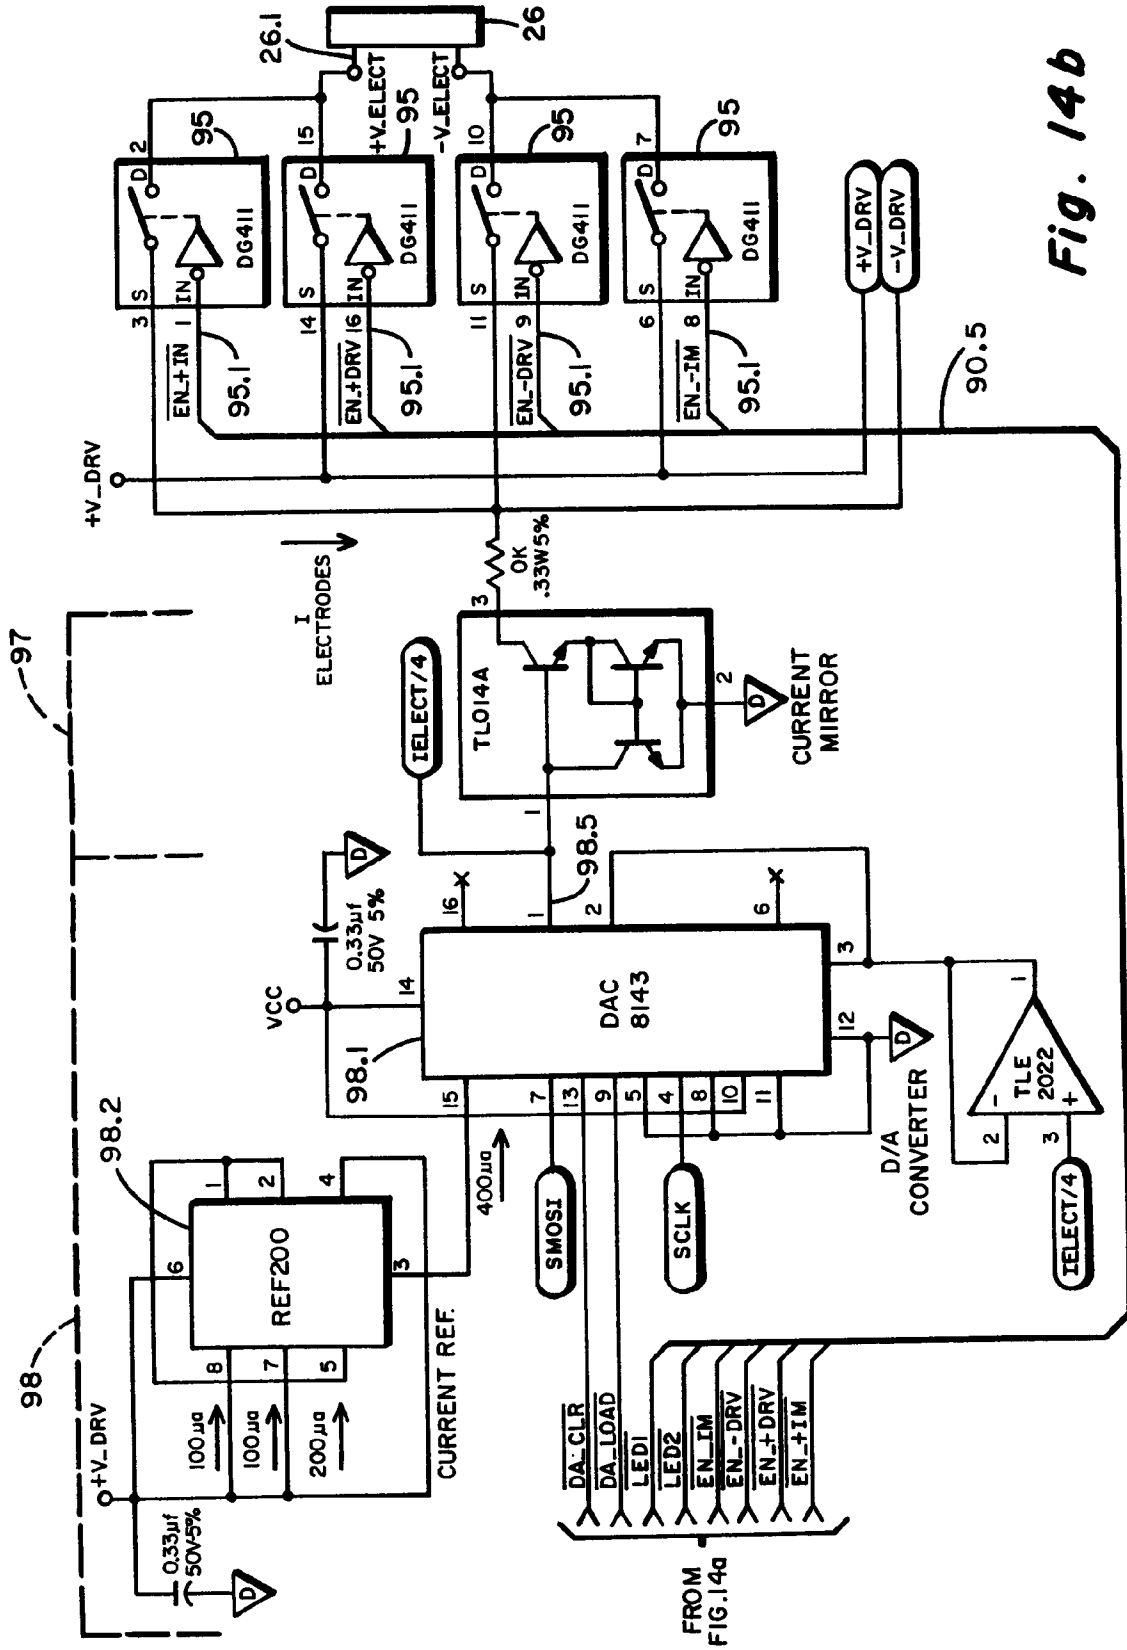 98
97
+V_DRV
0.33µf
50V-5%
D
100µa
100µa
200µa
8
7
5
6
REF200
1
2
4
3
98.2
CURRENT REF.
400µa
VCC
0.33µf
50V 5%
D
98.1
14
15
7
13
9
5
4
8
10
11
DAC
8143
16
1
2
6
3
12
98.5
D
D/A
CONVERTER
SMOSI
SCLK
IELECT/4
TL014A
1
3
2
D
CURRENT
MIRROR
OK
.33W5%
I
ELECTRODES
+V_DRV
TLE
2022
-
+
2
3
1
IELECT/4
FROM
FIG.14a
DA_CLR
DA_LOAD
LED1
LED2
EN_IM
EN_-DRV
EN_+DRV
EN_+IM
3
S
D
2
EN_+IN
1
IN
DG411
95
95.1
14
S
D
15
EN_+DRV
16
IN
DG411
95
95.1
11
S
D
10
EN_-DRV
9
IN
DG411
95
95.1
6
S
D
7
EN_-IM
8
IN
DG411
95
95.1
26.1
26
+V_ELECT
-V_ELECT
+V_DRV
-V_DRV
90.5
Fig. 14b